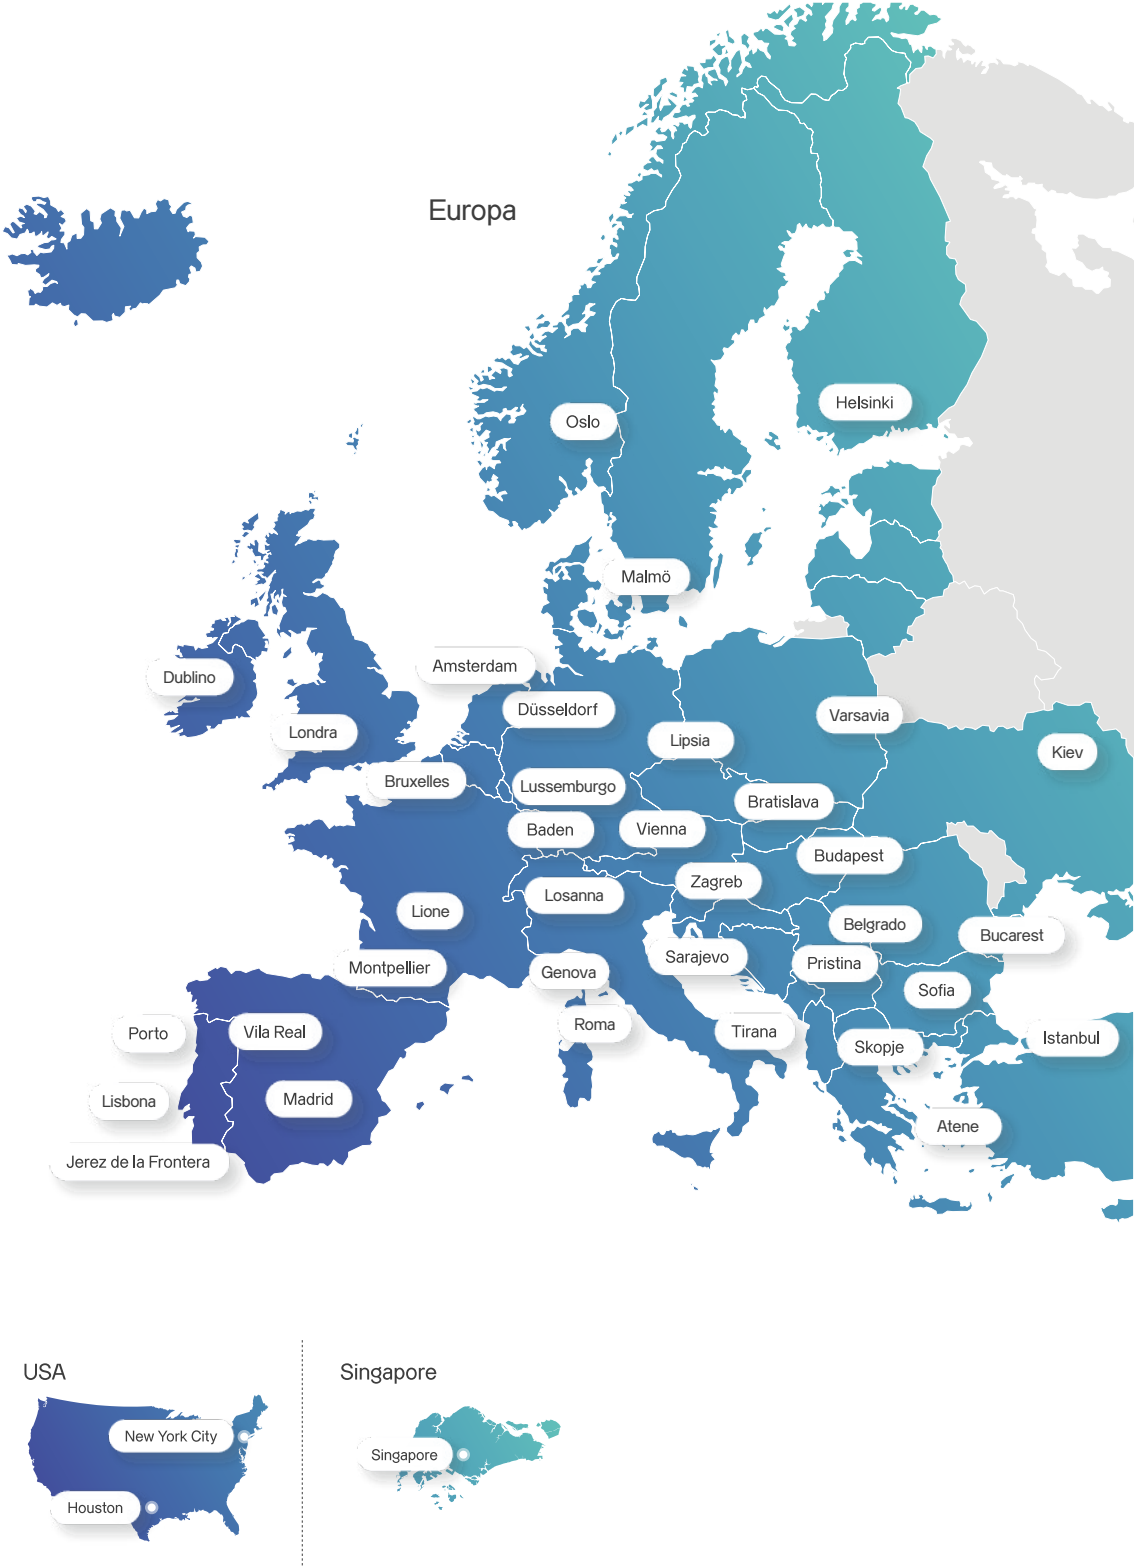 Europa
Helsinki
Oslo
Malmö
Amsterdam
Dublino
Düsseldorf
Varsavia
Londra
Lipsia
Kiev
Bruxelles
Lussemburgo
Bratislava
Baden
Vienna
Budapest
Zagreb
Losanna
Lione
Belgrado
Bucarest
Sarajevo
Pristina
Montpellier
Genova
Sofia
Roma
Tirana
Porto
Vila Real
Istanbul
Skopje
Madrid
Lisbona
Atene
Jerez de la Frontera
USA
Singapore
New York City
Singapore
Houston